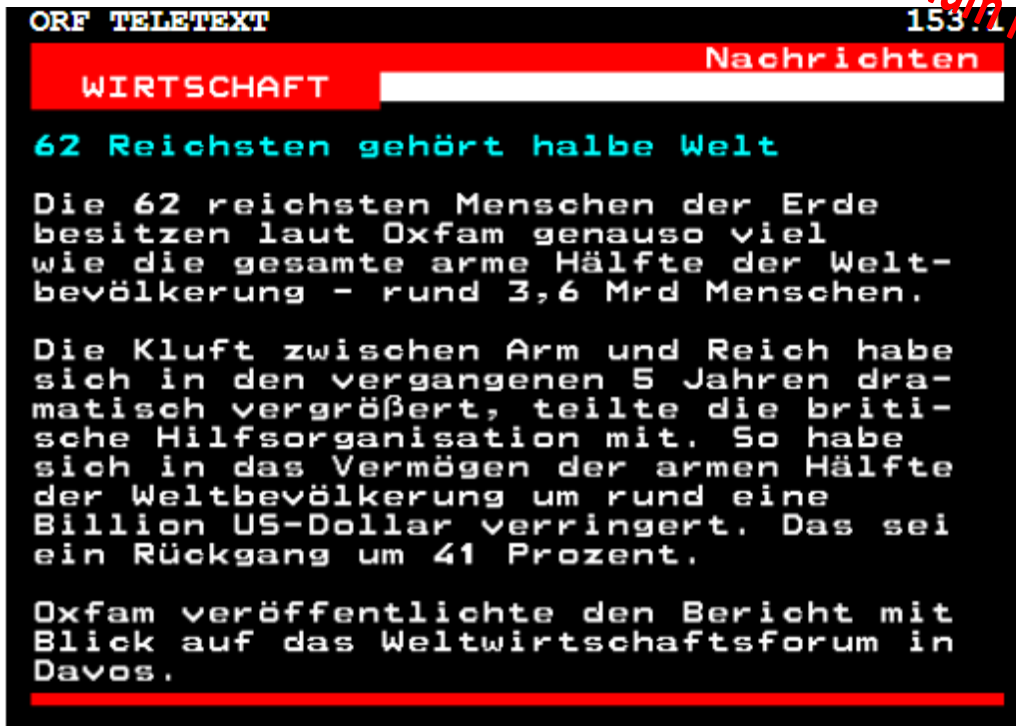 ORF TELETEXT 153.1
Nachrichten
WIRTSCHAFT
62 Reichsten gehört halbe Welt
Die 62 reichsten Menschen der Erde
besitzen laut Oxfam genauso viel
wie die gesamte arme Hälfte der Welt-
bevölkerung - rund 3,6 Mrd Menschen.
Die Kluft zwischen Arm und Reich habe
sich in den vergangenen 5 Jahren dra-
matisch vergrößert, teilte die briti-
sche Hilfsorganisation mit. So habe
sich in das Vermögen der armen Hälfte
der Weltbevölkerung um rund eine
Billion US-Dollar verringert. Das sei
ein Rückgang um 41 Prozent.
Oxfam veröffentlichte den Bericht mit
Blick auf das Weltwirtschaftsforum in
Davos.